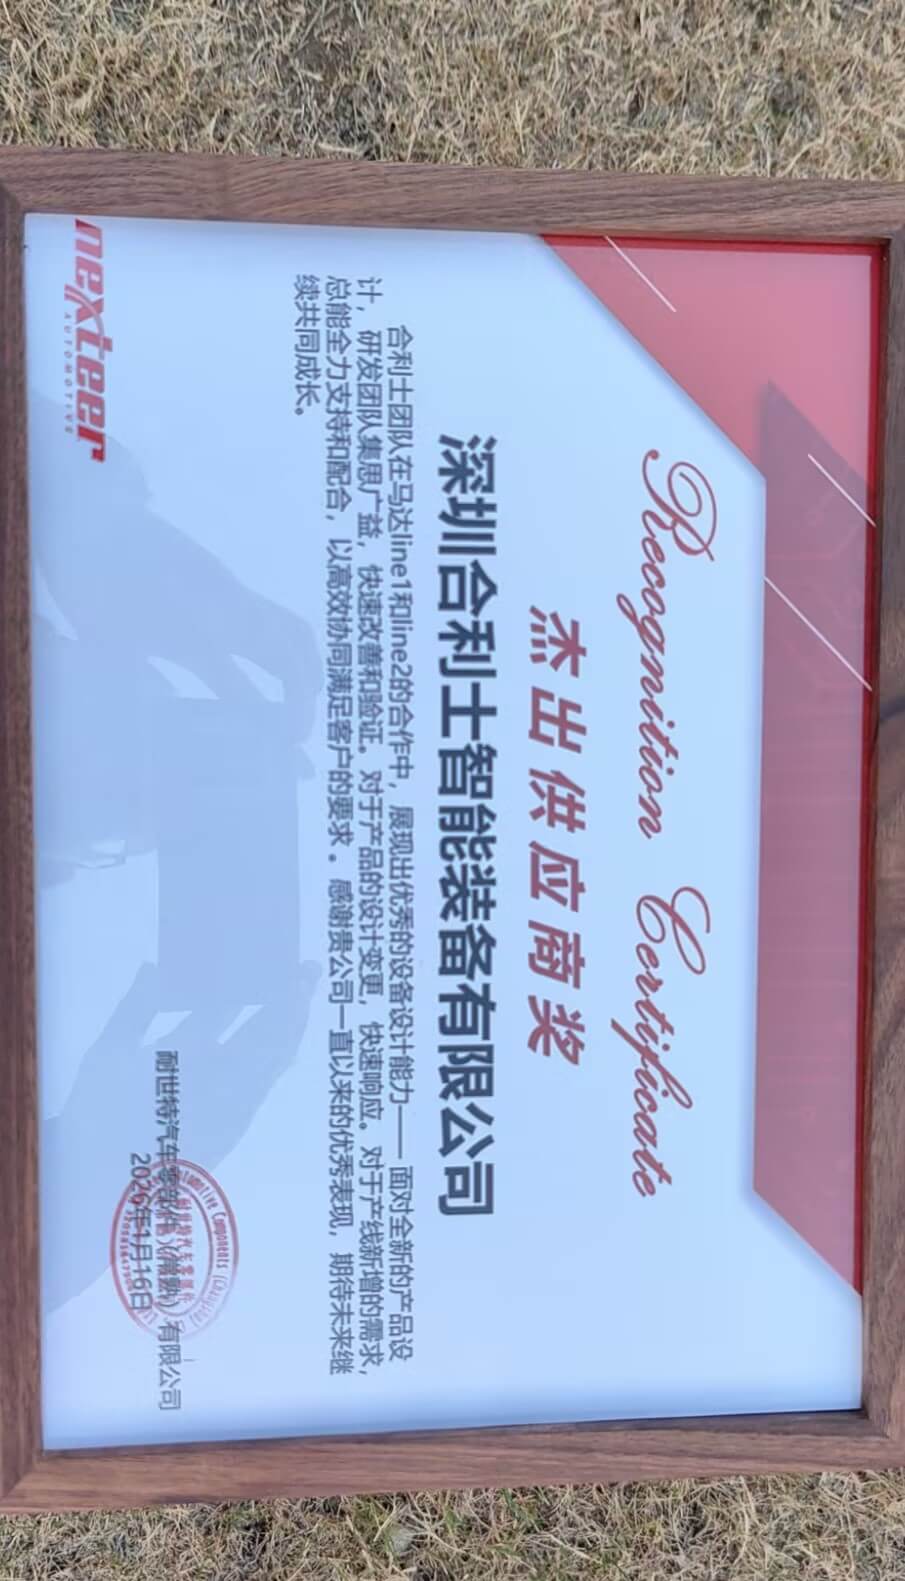 Recognition Certificate
杰出供应商奖
深圳合利士智能装备有限公司
合利士团队在马达line1和line2的合作中，展现出优秀的设备设计能力——面对全新的产品设
计，研发团队集思广益，快速改善和验证。对于产品的设计变更，快速响应。对于产线新增的需求，
总能全力支持和配合，以高效协同满足客户的要求。感谢贵公司一直以来的优秀表现，期待未来继
续共同成长。
耐世特汽车零部件（常熟）有限公司
2026年1月16日
nexteer
AUTOMOTIVE